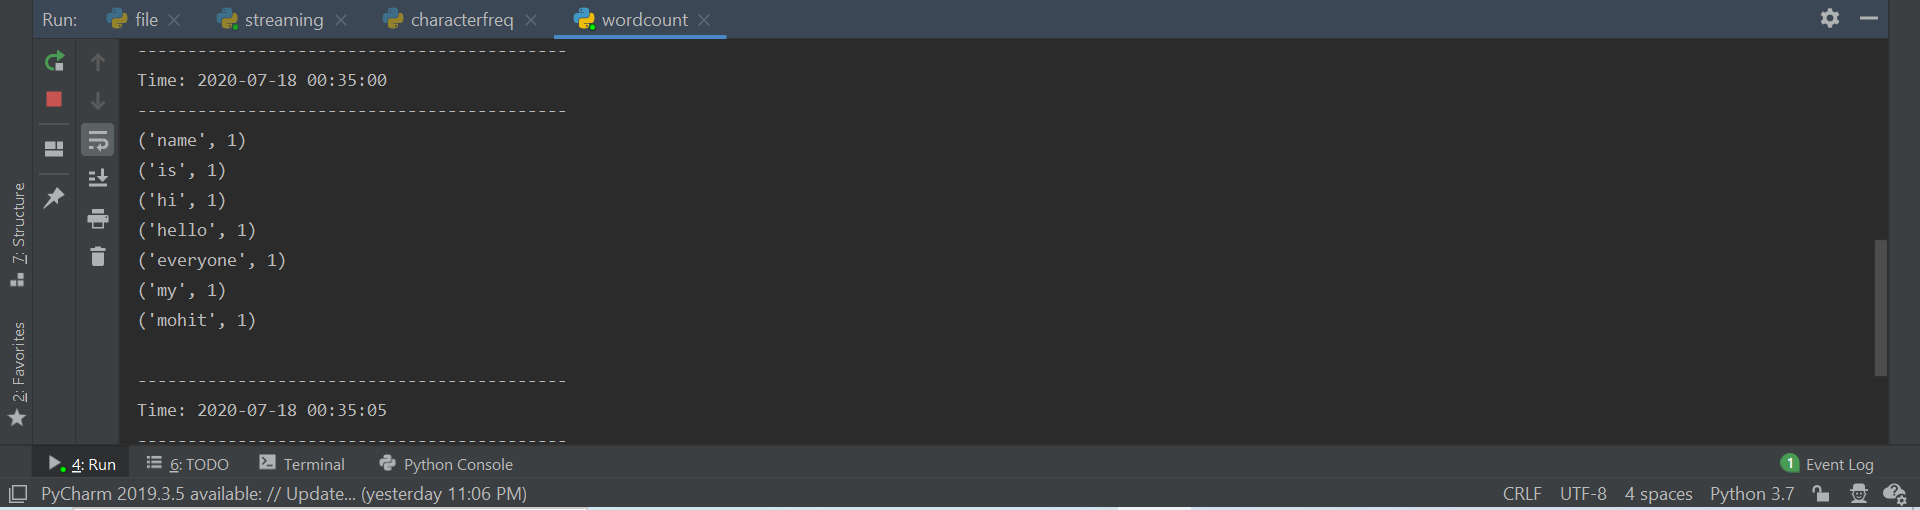 Run: file streaming characterfreq wordcount
-------------------------------------------
Time: 2020-07-18 00:35:00
-------------------------------------------
('name', 1)
('is', 1)
('hi', 1)
('hello', 1)
('everyone', 1)
('my', 1)
('mohit', 1)
-------------------------------------------
Time: 2020-07-18 00:35:05
-------------------------------------------
7: Structure
2: Favorites
4: Run 6: TODO Terminal Python Console 1 Event Log
PyCharm 2019.3.5 available: // Update... (yesterday 11:06 PM) CRLF UTF-8 4 spaces Python 3.7